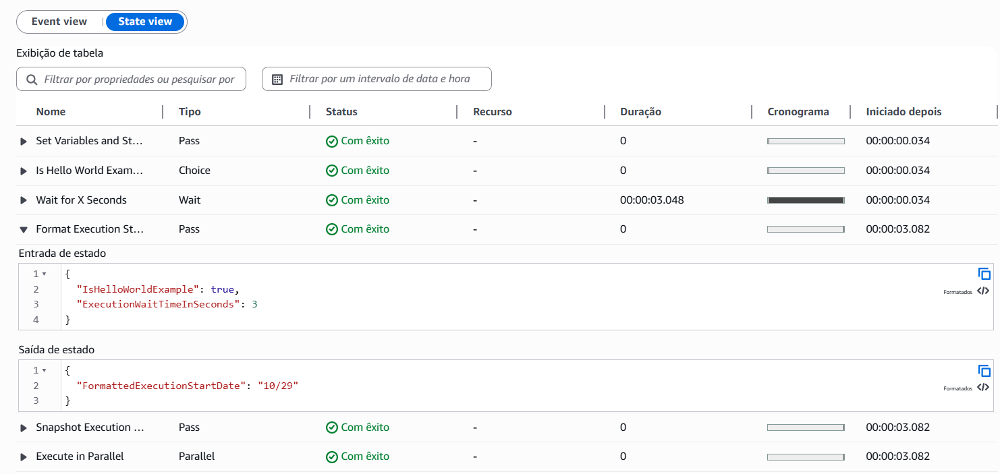 Event view State view
Exibição de tabela
Filtrar por propriedades ou pesquisar por Filtrar por um intervalo de data e hora
Nome Tipo Status Recurso Duração Cronograma Iniciado depois
Set Variables and St... Pass Com êxito - 0 00:00:00.034
Is Hello World Exam... Choice Com êxito - 0 00:00:00.034
Wait for X Seconds Wait Com êxito - 00:00:03.048 00:00:00.034
Format Execution St... Pass Com êxito - 0 00:00:03.082
Entrada de estado
1 {
2 "IsHelloWorldExample": true,
Formatados </>
3 "ExecutionWaitTimeInSeconds": 3
4 }
Saída de estado
1 {
2 "FormattedExecutionStartDate": "10/29"
Formatados </>
3 }
Snapshot Execution ... Pass Com êxito - 0 00:00:03.082
Execute in Parallel Parallel Com êxito - 0 00:00:03.082